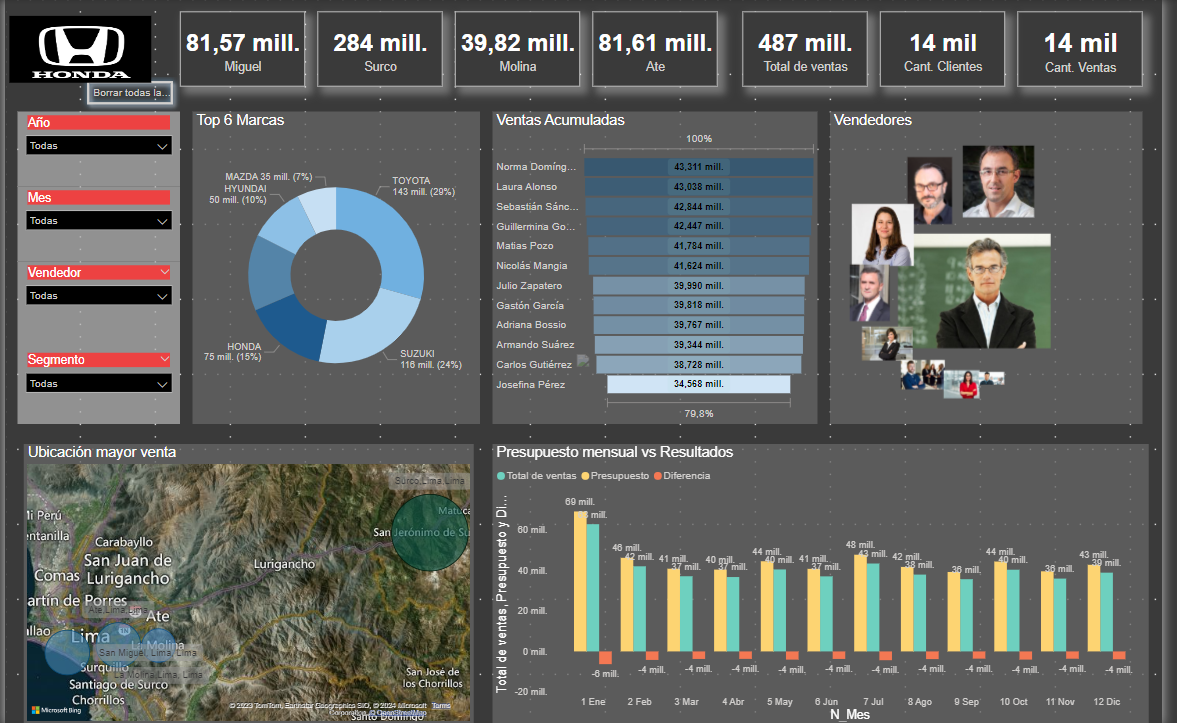 HONDA
81,57 mill.
Miguel
284 mill.
Surco
39,82 mill.
Molina
81,61 mill.
Ate
487 mill.
Total de ventas
14 mil
Cant. Clientes
14 mil
Cant. Ventas
Borrar todas la...
Año
Todas
Mes
Todas
Vendedor
Todas
Segmento
Todas
Top 6 Marcas
MAZDA 35 mill. (7%)
HYUNDAI
50 mill. (10%)
TOYOTA
143 mill. (29%)
HONDA
75 mill. (15%)
SUZUKI
116 mill. (24%)
Ventas Acumuladas
100%
Norma Domíng... 43,311 mill.
Laura Alonso 43,038 mill.
Sebastián Sánc... 42,844 mill.
Guillermina Go... 42,447 mill.
Matias Pozo 41,784 mill.
Nicolás Mangia 41,624 mill.
Julio Zapatero 39,990 mill.
Gastón García 39,818 mill.
Adriana Bossio 39,767 mill.
Armando Suárez 39,344 mill.
Carlos Gutiérrez 38,728 mill.
Josefina Pérez 34,568 mill.
79,8%
Vendedores
Ubicación mayor venta
Surco,Lima,Lima
Matuca
San Jerónimo de Su
Mi Perú
entanilla
Carabayllo
San Juan de
Lurigancho
Comas
Lurigancho
artín de Porres
Ate,Lima,Lima
Ate
allao
Lima
La Molina
San Miguel, Lima, Lima
Surquillo
La Molina,Lima, Lima
Santiago de Surco
Chorrillos
San José de
los Chorrillos
Santo Domingo
Microsoft Bing
© 2023 TomTom, Earthstar Geographics SIO, © 2024 Microsoft Corporation, © OpenStreetMap Terms
Presupuesto mensual vs Resultados
Total de ventas Presupuesto Diferencia
Total de ventas, Presupuesto y Di...
60 mill.
40 mill.
20 mill.
0 mill.
-20 mill.
69 mill.
46 mill. 42 mill.
41 mill. 37 mill.
40 mill. 37 mill.
44 mill. 40 mill.
41 mill. 37 mill.
48 mill. 43 mill.
42 mill. 38 mill.
36 mill.
44 mill. 40 mill.
36 mill.
43 mill. 39 mill.
-6 mill. -4 mill. -4 mill. -4 mill. -4 mill. -4 mill. -4 mill. -4 mill. -4 mill. -4 mill. -4 mill. -4 mill.
1 Ene 2 Feb 3 Mar 4 Abr 5 May 6 Jun 7 Jul 8 Ago 9 Sep 10 Oct 11 Nov 12 Dic
N_Mes